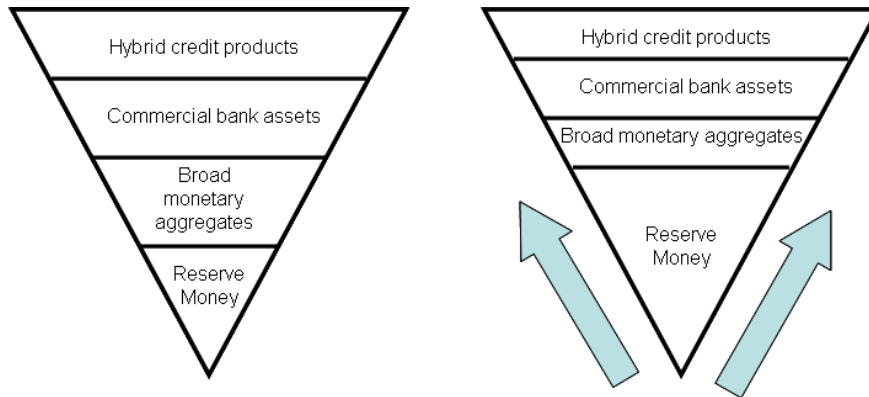 Hybrid credit products
Commercial bank assets
Broad
monetary
aggregates
Reserve
Money
Hybrid credit products
Commercial bank assets
Broad monetary aggregates
Reserve
Money